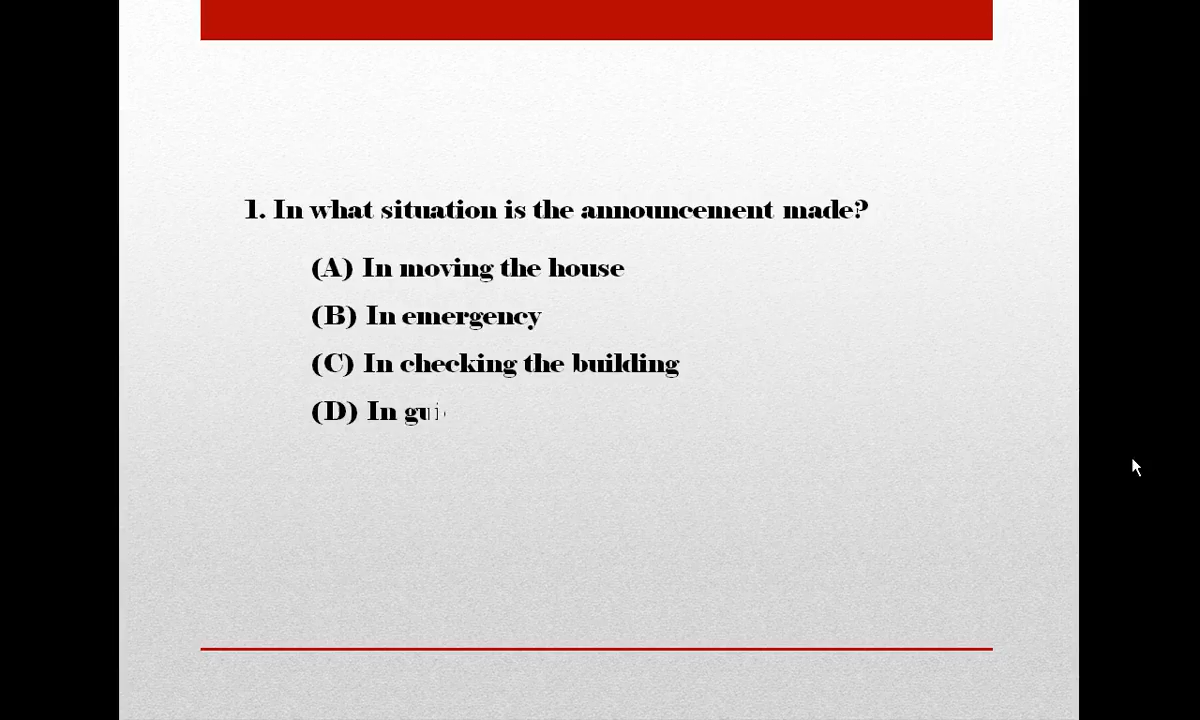 1. In what situation is the announcement made?
(A) In moving the house
(B) In emergency
(C) In checking the building
(D) In